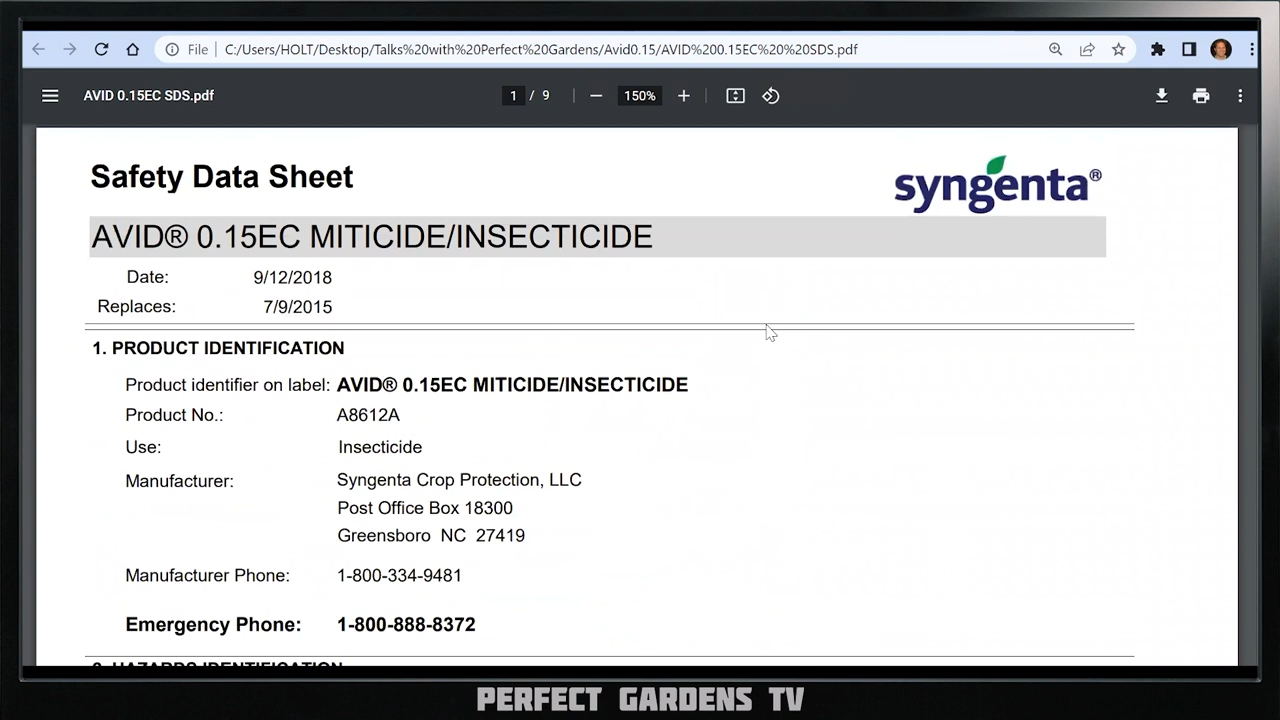 File C:/Users/HOLT/Desktop/Talks%20with%20Perfect%20Gardens/Avid0.15/AVID%200.15EC%20%20SDS.pdf
AVID 0.15EC SDS.pdf 1 / 9 150%
Safety Data Sheet
syngenta®
AVID® 0.15EC MITICIDE/INSECTICIDE
Date: 9/12/2018
Replaces: 7/9/2015
1. PRODUCT IDENTIFICATION
Product identifier on label: AVID® 0.15EC MITICIDE/INSECTICIDE
Product No.: A8612A
Use: Insecticide
Manufacturer: Syngenta Crop Protection, LLC
Post Office Box 18300
Greensboro NC 27419
Manufacturer Phone: 1-800-334-9481
Emergency Phone: 1-800-888-8372
2. HAZARDS IDENTIFICATION
PERFECT GARDENS TV